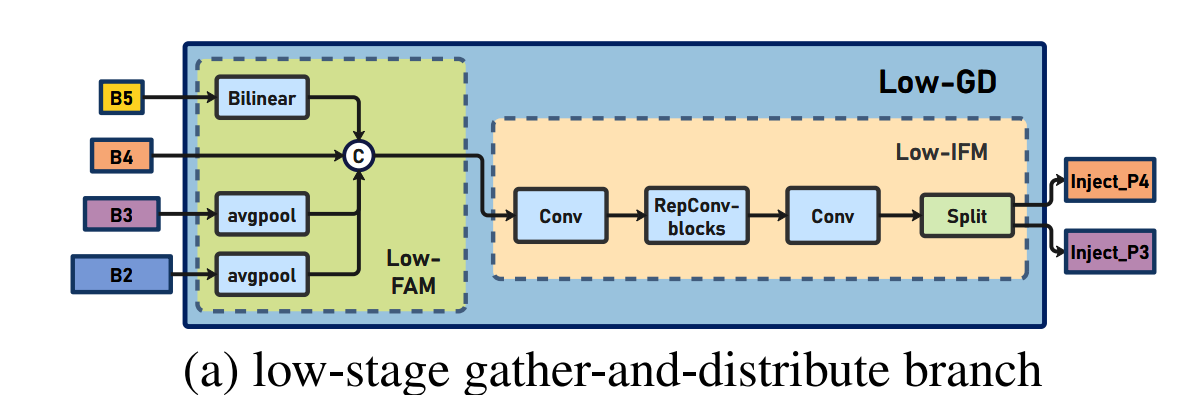 Low-GD
B5
Bilinear
B4
C
Low-IFM
B3
avgpool
Conv
RepConv-
blocks
Conv
Split
Inject_P4
Inject_P3
B2
avgpool
Low-
FAM
(a) low-stage gather-and-distribute branch